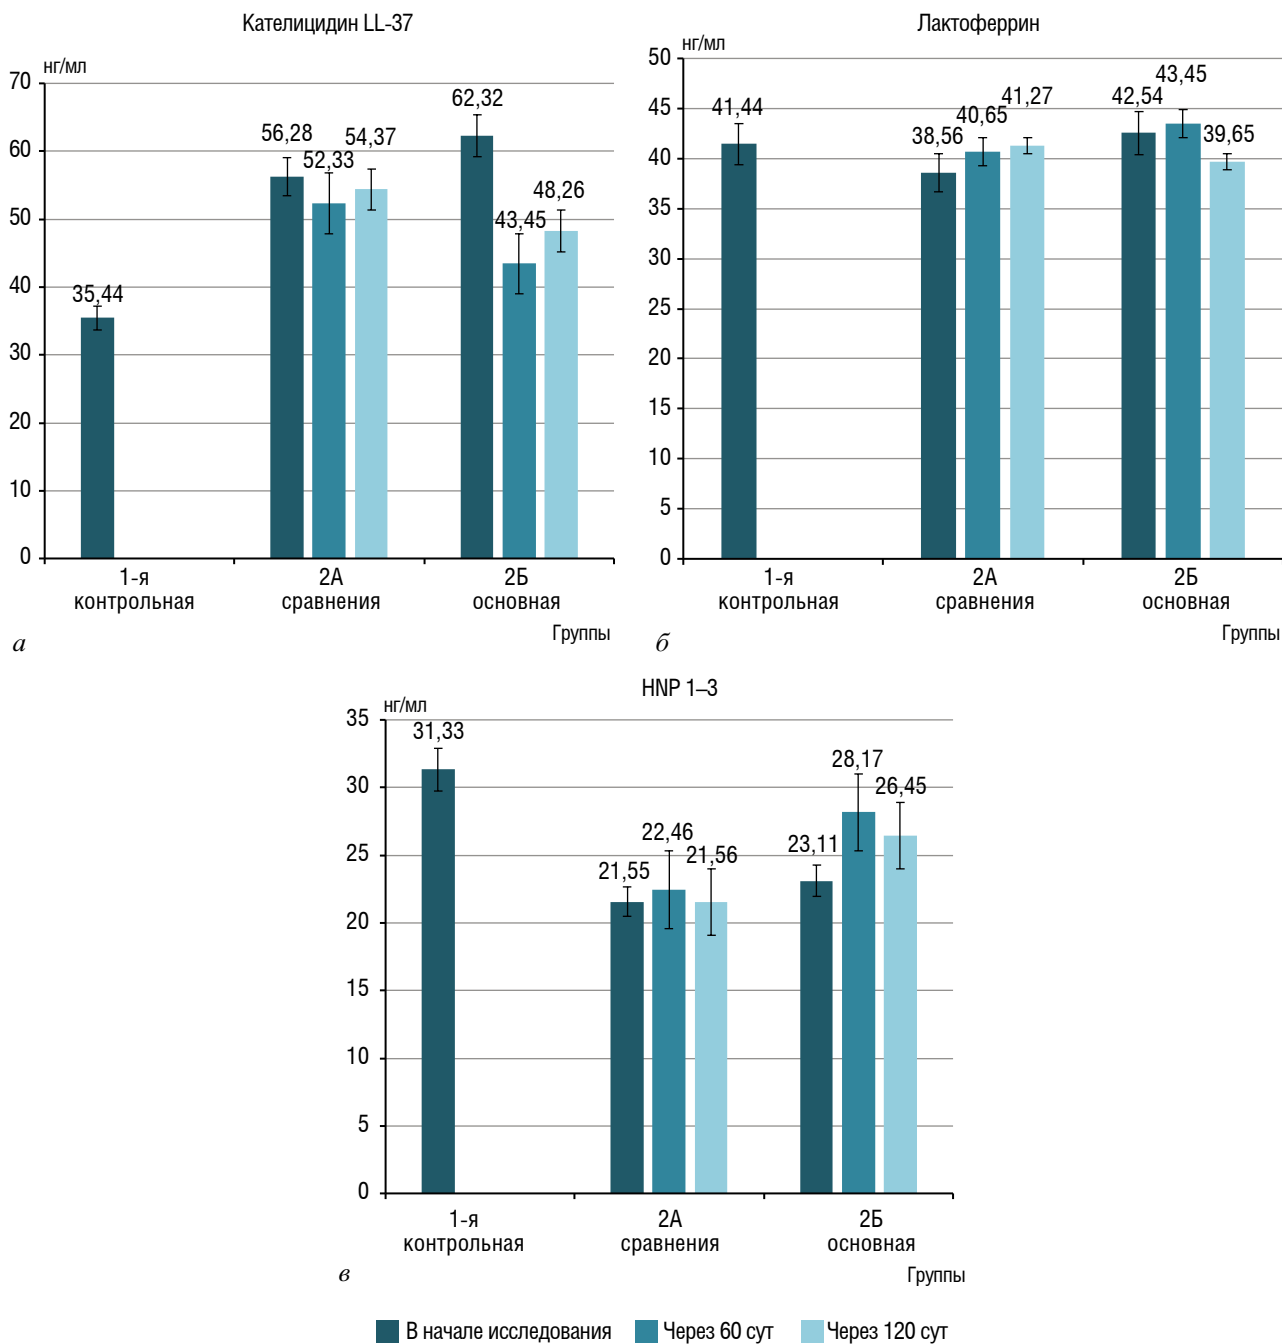 Кателицидин LL-37
нг/мл
70
60
50
40
30
20
10
0
35,44
56,28
52,33
54,37
62,32
43,45
48,26
1-я
контрольная
2А
сравнения
2Б
основная
Группы
а
Лактоферрин
нг/мл
50
45
40
35
30
25
20
15
10
5
0
41,44
38,56
40,65
41,27
42,54
43,45
39,65
1-я
контрольная
2А
сравнения
2Б
основная
Группы
б
HNP 1–3
нг/мл
35
30
25
20
15
10
5
0
31,33
21,55
22,46
21,56
23,11
28,17
26,45
1-я
контрольная
2А
сравнения
2Б
основная
Группы
в
В начале исследования
Через 60 сут
Через 120 сут